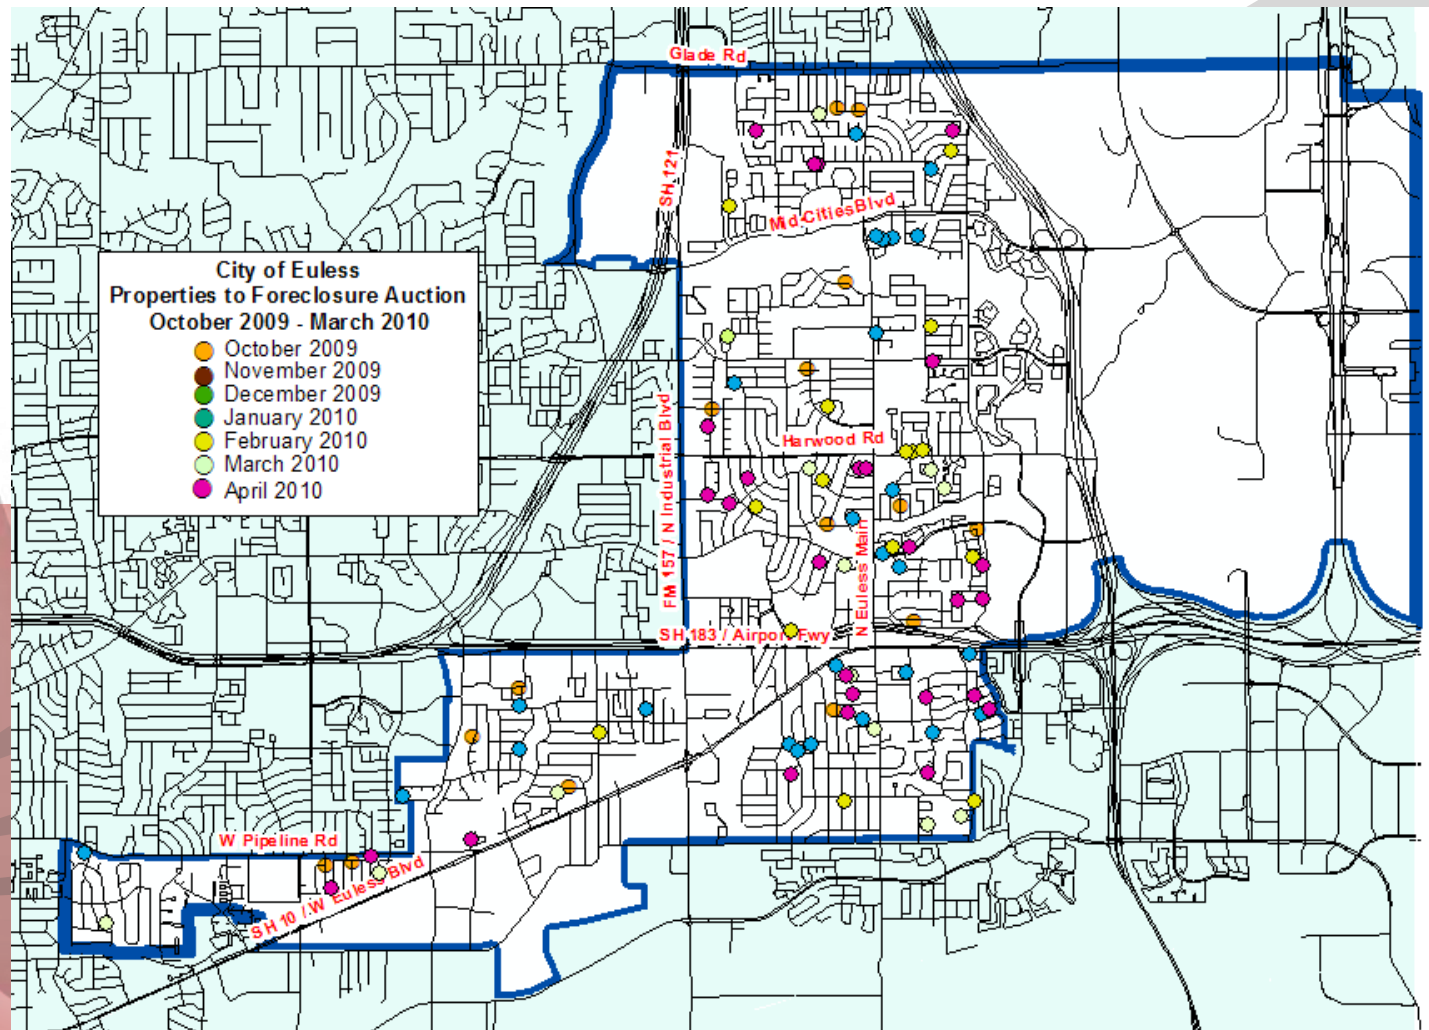 Glade Rd
SH 121
Mid-Cities Blvd
City of Euless
Properties to Foreclosure Auction
October 2009 - March 2010
October 2009
November 2009
December 2009
January 2010
February 2010
March 2010
April 2010
FM 157 / N Industrial Blvd
Harwood Rd
N Euless Main
SH 183 / Airport Fwy
W Pipeline Rd
SH 10 / W Euless Blvd